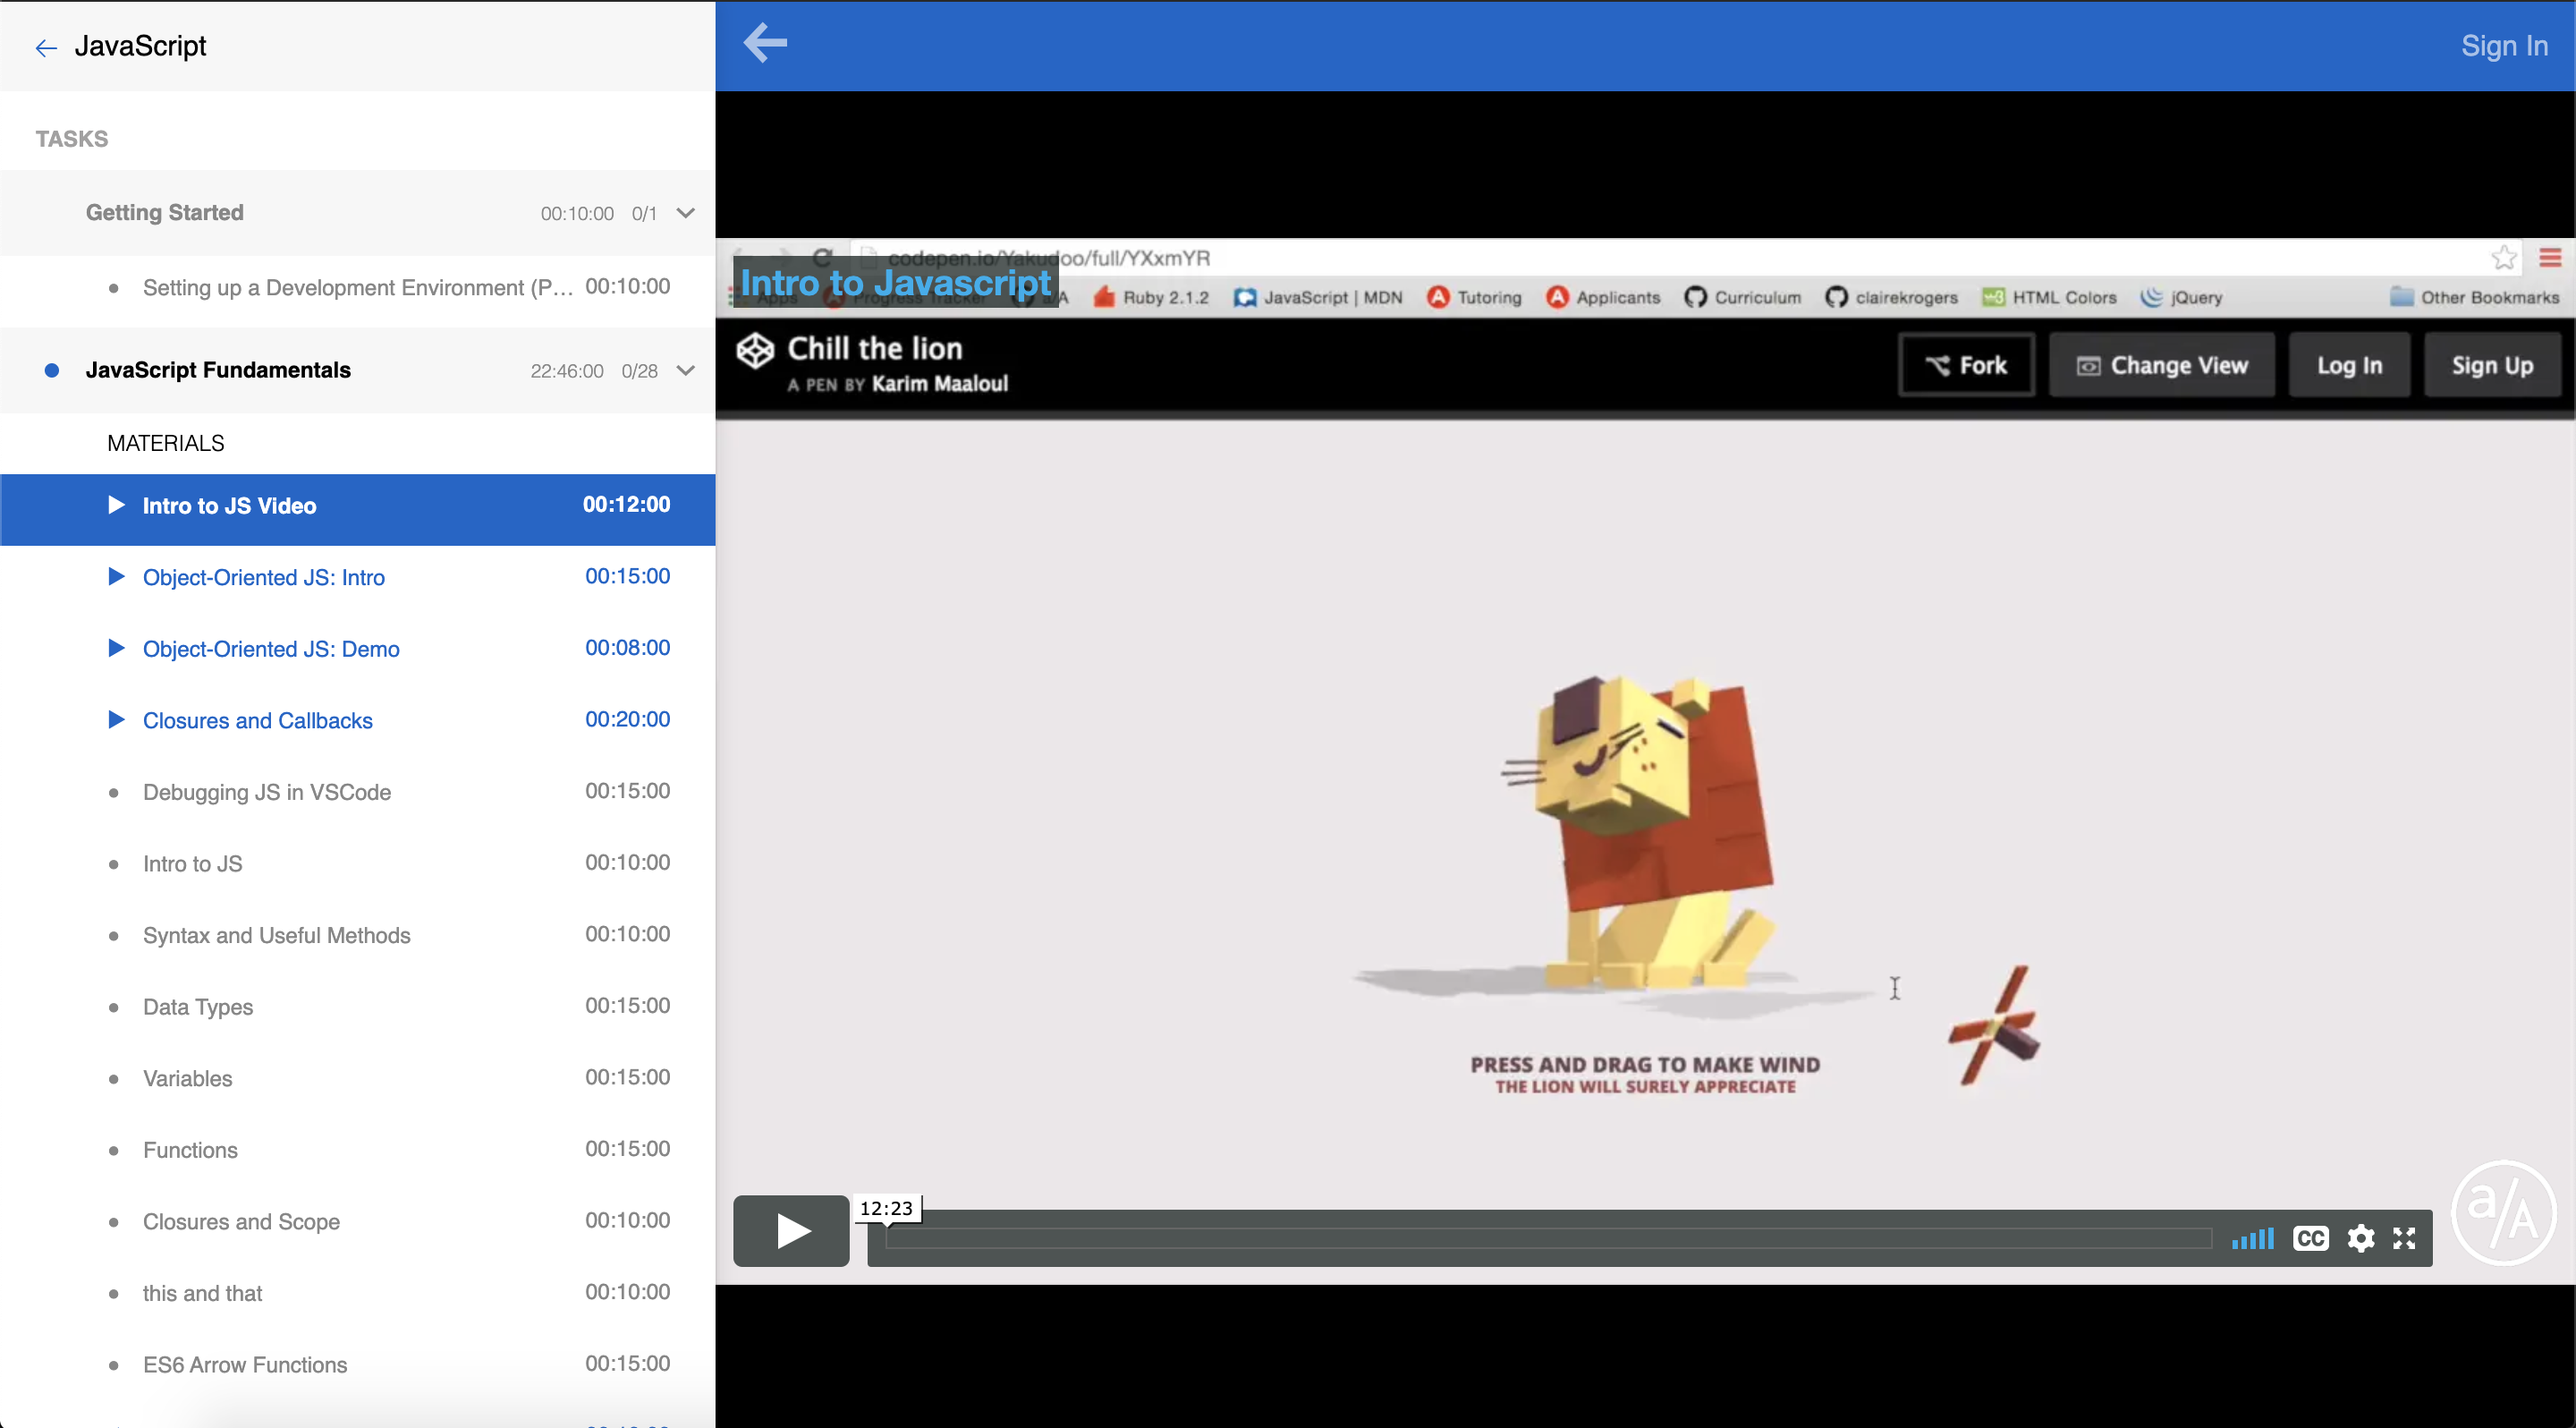 JavaScript
Sign In
TASKS
Getting Started 00:10:00 0/1
Setting up a Development Environment (P... 00:10:00
JavaScript Fundamentals 22:46:00 0/28
MATERIALS
Intro to JS Video 00:12:00
Object-Oriented JS: Intro 00:15:00
Object-Oriented JS: Demo 00:08:00
Closures and Callbacks 00:20:00
Debugging JS in VSCode 00:15:00
Intro to JS 00:10:00
Syntax and Useful Methods 00:10:00
Data Types 00:15:00
Variables 00:15:00
Functions 00:15:00
Closures and Scope 00:10:00
this and that 00:10:00
ES6 Arrow Functions 00:15:00
codepen.io/Yakudoo/full/YXxmYR
Intro to Javascript
Apps Progress Tracker a/A Ruby 2.1.2 JavaScript | MDN Tutoring Applicants Curriculum clairekrogers HTML Colors jQuery Other Bookmarks
Chill the lion
A PEN BY Karim Maaloul
Fork Change View Log In Sign Up
PRESS AND DRAG TO MAKE WIND
THE LION WILL SURELY APPRECIATE
12:23
CC
a/A